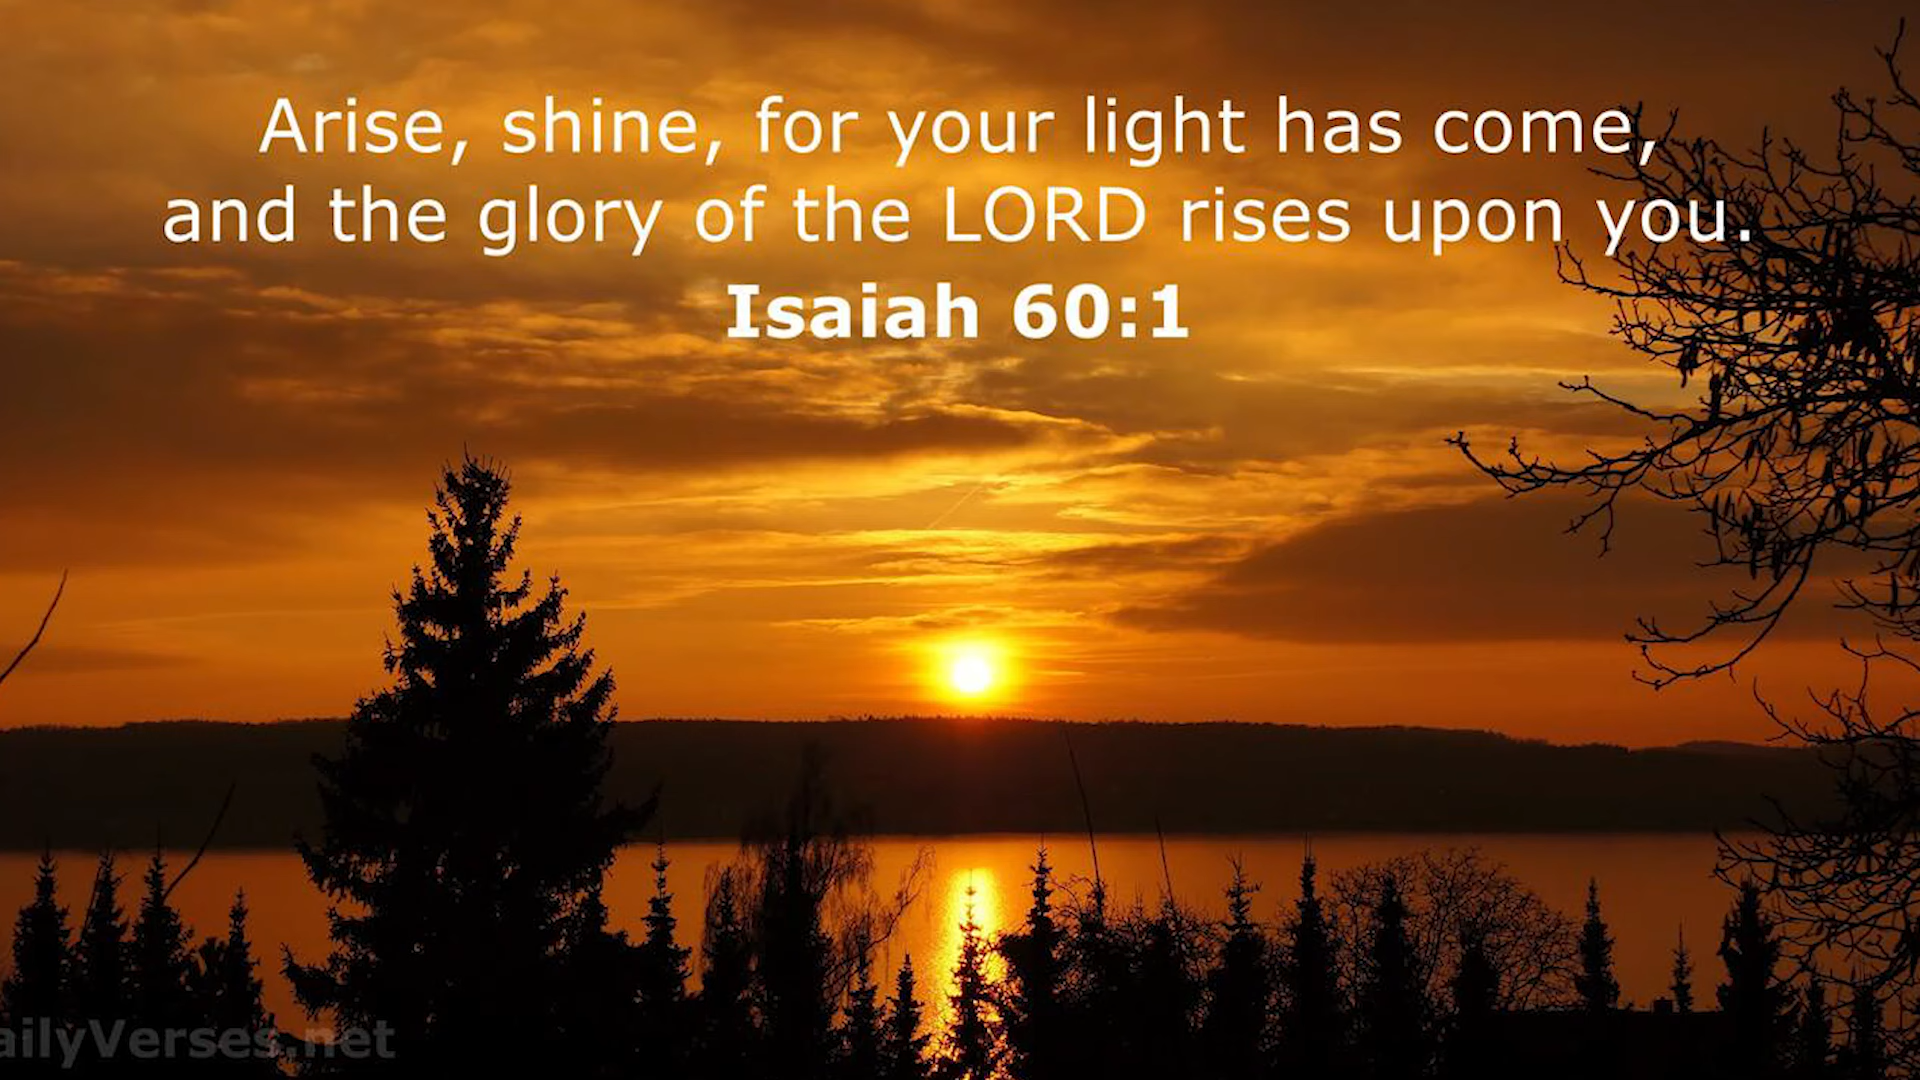 Arise, shine, for your light has come,
and the glory of the LORD rises upon you.
Isaiah 60:1
ailyVerses.net